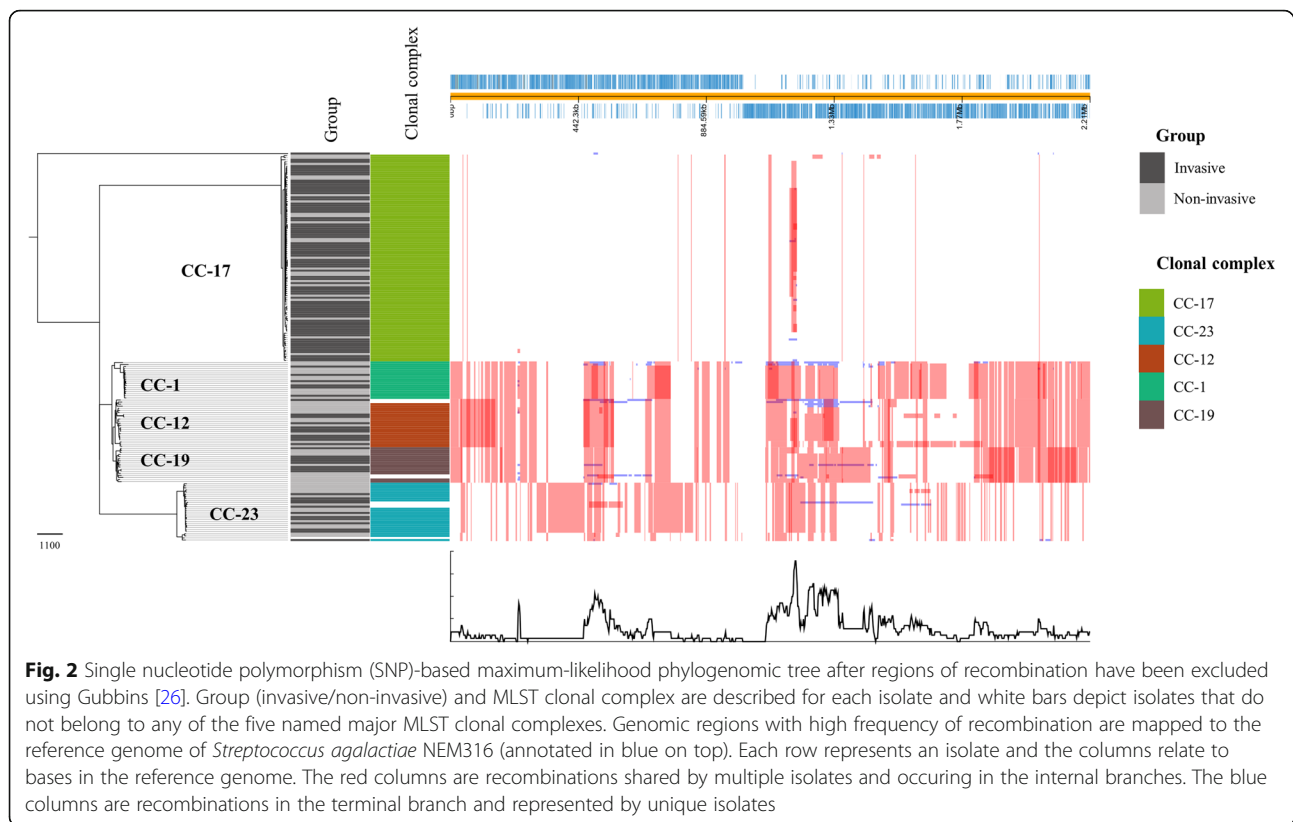 Group
Clonal complex
442.3kb
884.59kb
1.33Mb
1.77Mb
2.21Mb
Group
Invasive
Non-invasive
Clonal complex
CC-17
CC-23
CC-12
CC-1
CC-19
CC-17
CC-1
CC-12
CC-19
CC-23
1100
Fig. 2 Single nucleotide polymorphism (SNP)-based maximum-likelihood phylogenomic tree after regions of recombination have been excluded
using Gubbins [26]. Group (invasive/non-invasive) and MLST clonal complex are described for each isolate and white bars depict isolates that do
not belong to any of the five named major MLST clonal complexes. Genomic regions with high frequency of recombination are mapped to the
reference genome of Streptococcus agalactiae NEM316 (annotated in blue on top). Each row represents an isolate and the columns relate to
bases in the reference genome. The red columns are recombinations shared by multiple isolates and occuring in the internal branches. The blue
columns are recombinations in the terminal branch and represented by unique isolates